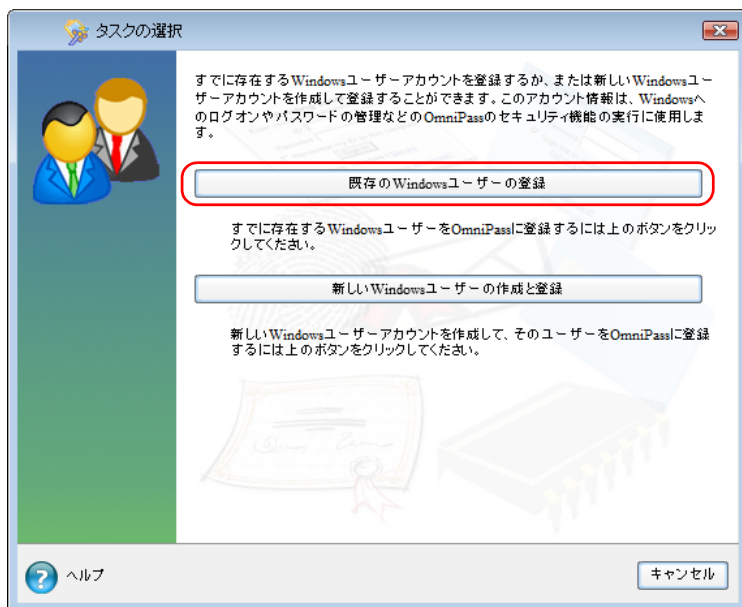 タスクの選択
すでに存在するWindowsユーザーアカウントを登録するか、または新しいWindowsユー
ザーアカウントを作成して登録することができます。このアカウント情報は、Windowsへ
のログオンやパスワードの管理などのOmniPassのセキュリティ機能の実行に使用しま
す。
既存のWindowsユーザーの登録
すでに存在するWindowsユーザーをOmniPassに登録するには上のボタンをクリッ
クしてください。
新しいWindowsユーザーの作成と登録
新しいWindowsユーザーアカウントを作成して、そのユーザーをOmniPassに登録
するには上のボタンをクリックしてください。
ヘルプ
キャンセル